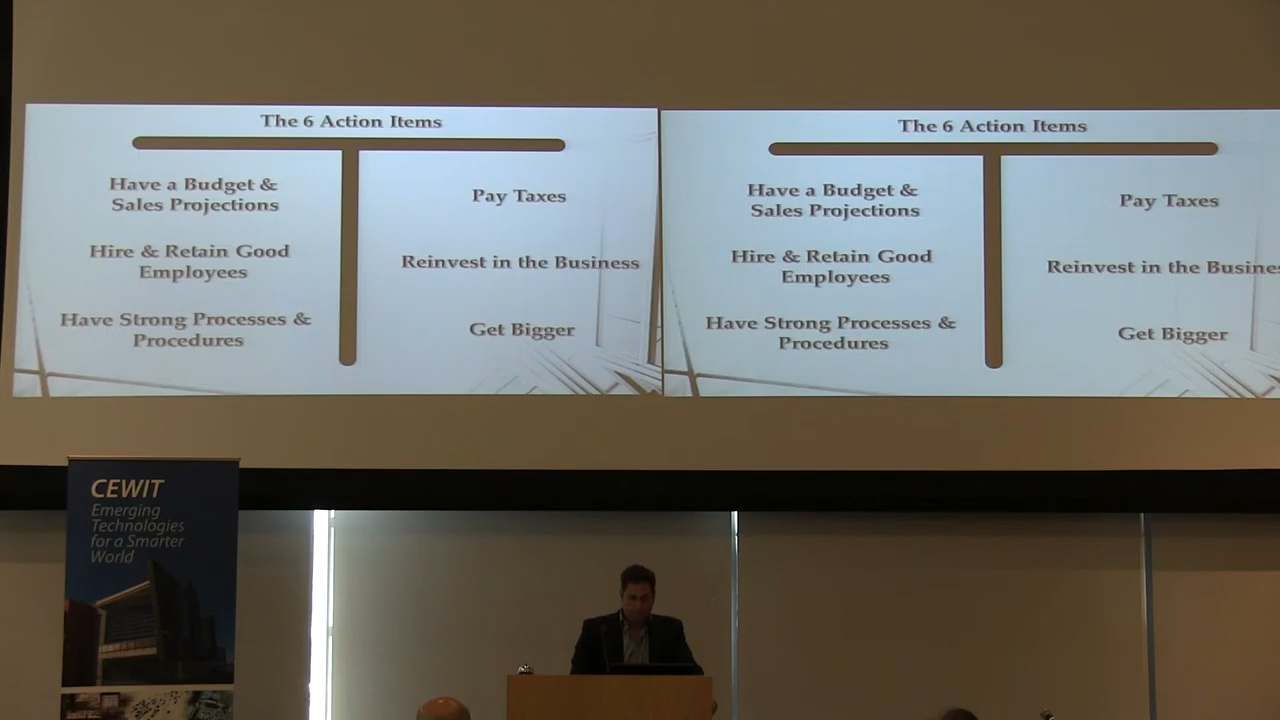 The 6 Action Items
Have a Budget &
Sales Projections
Hire & Retain Good
Employees
Have Strong Processes &
Procedures
Pay Taxes
Reinvest in the Business
Get Bigger
The 6 Action Items
Have a Budget &
Sales Projections
Hire & Retain Good
Employees
Have Strong Processes &
Procedures
Pay Taxes
Reinvest in the Busines
Get Bigger
CEWIT
Emerging
Technologies
for a Smarter
World